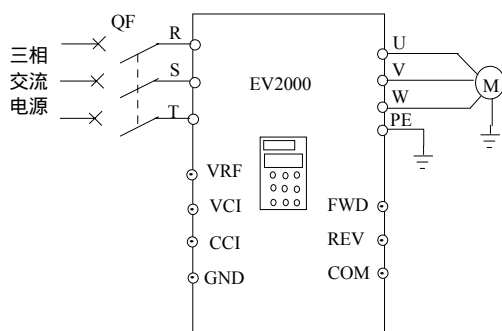 QF
三相
交流
电源
R
S
T
EV2000
U
V
W
PE
M
VRF
VCI
CCI
GND
FWD
REV
COM